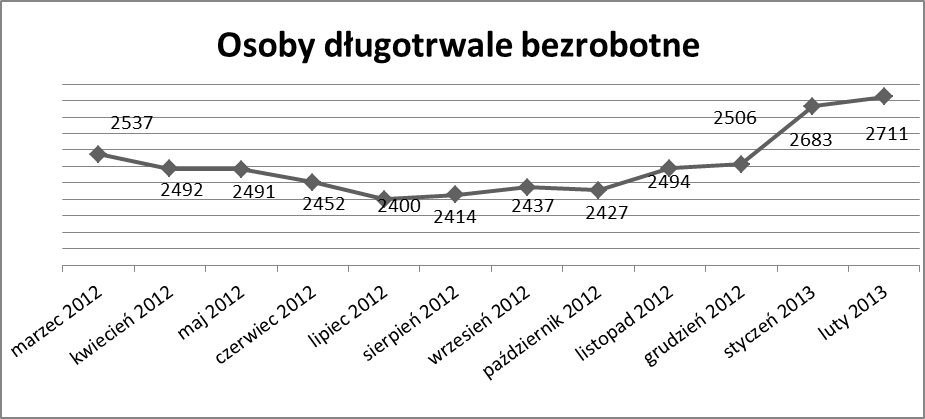 Osoby długotrwale bezrobotne
2537
2492
2491
2452
2400
2414
2437
2427
2494
2506
2683
2711
marzec 2012
kwiecień 2012
maj 2012
czerwiec 2012
lipiec 2012
sierpień 2012
wrzesień 2012
październik 2012
listopad 2012
grudzień 2012
styczeń 2013
luty 2013